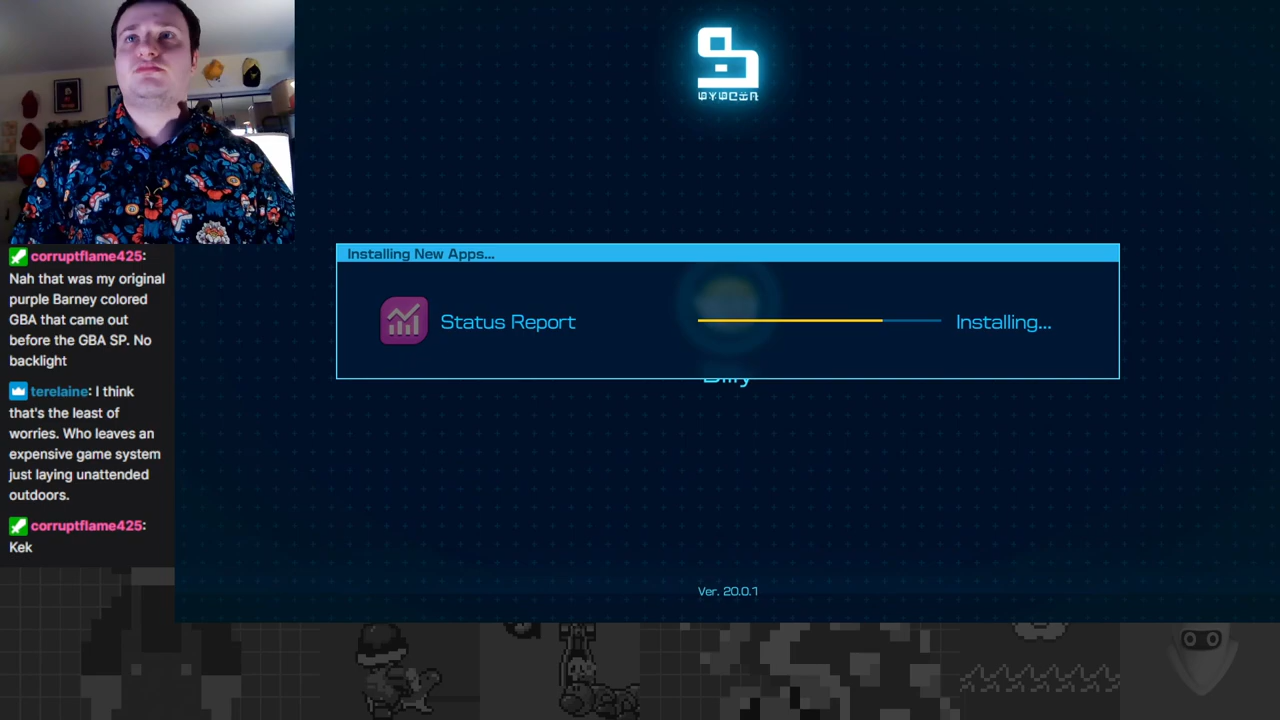 Installing New Apps...
Status Report
Installing...
Billy
Ver. 20.0.1
corruptflame425:
Nah that was my original
purple Barney colored
GBA that came out
before the GBA SP. No
backlight
terelaine: I think
that's the least of
worries. Who leaves an
expensive game system
just laying unattended
outdoors.
corruptflame425:
Kek